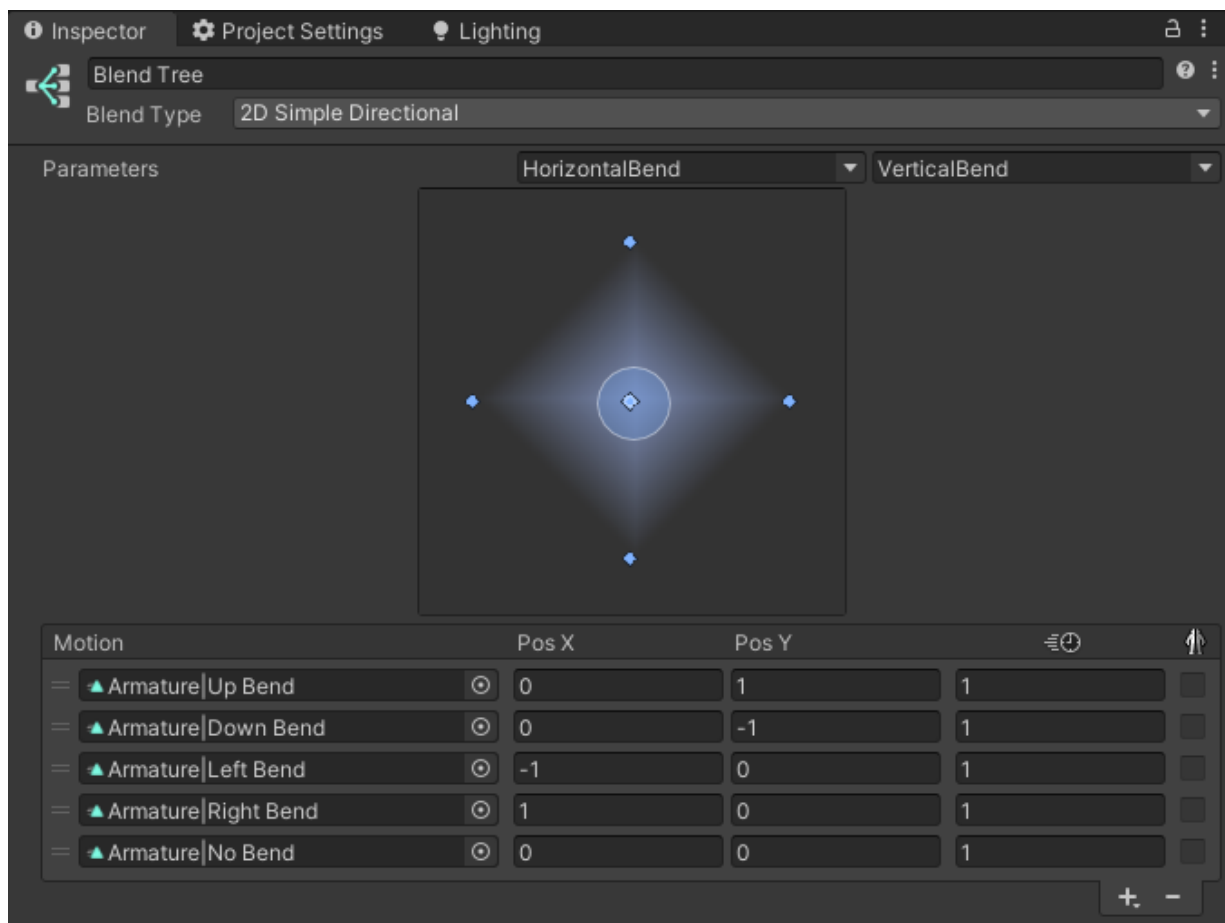 Inspector Project Settings Lighting
Blend Tree
Blend Type 2D Simple Directional
Parameters HorizontalBend VerticalBend
Motion Pos X Pos Y
Armature|Up Bend 0 1 1
Armature|Down Bend 0 -1 1
Armature|Left Bend -1 0 1
Armature|Right Bend 1 0 1
Armature|No Bend 0 0 1